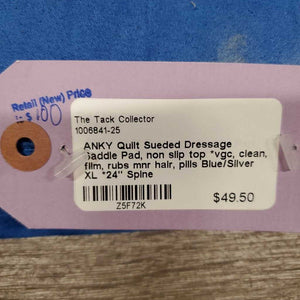 Retail (New) Price
$100
The Tack Collector
1006841-25
ANKY Quilt Sueded Dressage
Saddle Pad, non slip top *vgc, clean,
film, rubs mnr hair, pills Blue/Silver
XL *24" Spine
$49.50
Z5F72K